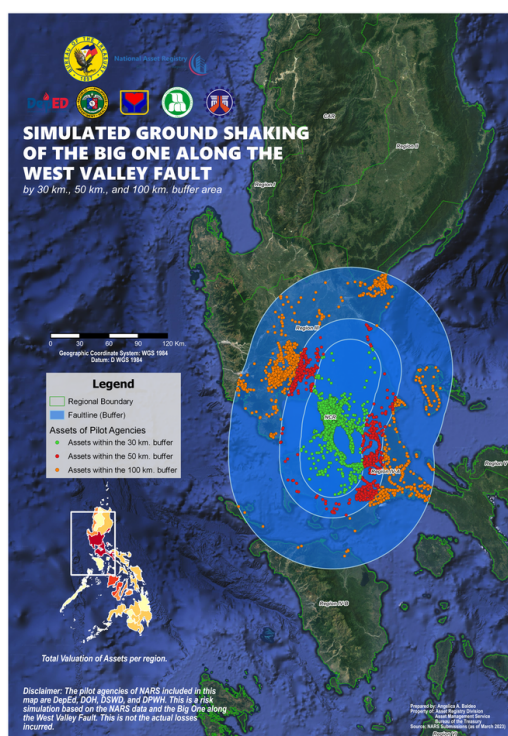 BUREAU OF THE TREASURY
1897
National Asset Registry
DepED
SIMULATED GROUND SHAKING
OF THE BIG ONE ALONG THE
WEST VALLEY FAULT
by 30 km., 50 km., and 100 km. buffer area
CAR
Region II
Region I
Region III
NCR
Region IV-A
Region V
Region IV-B
0 30 60 90 120 Km.
Geographic Coordinate System: WGS 1984
Datum: D WGS 1984
Legend
Regional Boundary
Faultline (Buffer)
Assets of Pilot Agencies
Assets within the 30 km. buffer
Assets within the 50 km. buffer
Assets within the 100 km. buffer
Total Valuation of Assets per region.
Disclaimer: The pilot agencies of NARS included in this
map are DepEd, DOH, DSWD, and DPWH. This is a risk
simulation based on the NARS data and the Big One along
the West Valley Fault. This is not the actual losses
incurred.
Prepared by: Angelica A. Baldeo
Property of: Asset Registry Division
Asset Management Service
Bureau of the Treasury
Source: NARS Submissions (as of March 2023)